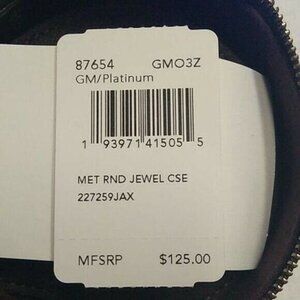 87654 GMO3Z
GM/Platinum
1 93971 41505 5
MET RND JEWEL CSE
227259JAX
MFSRP $125.00